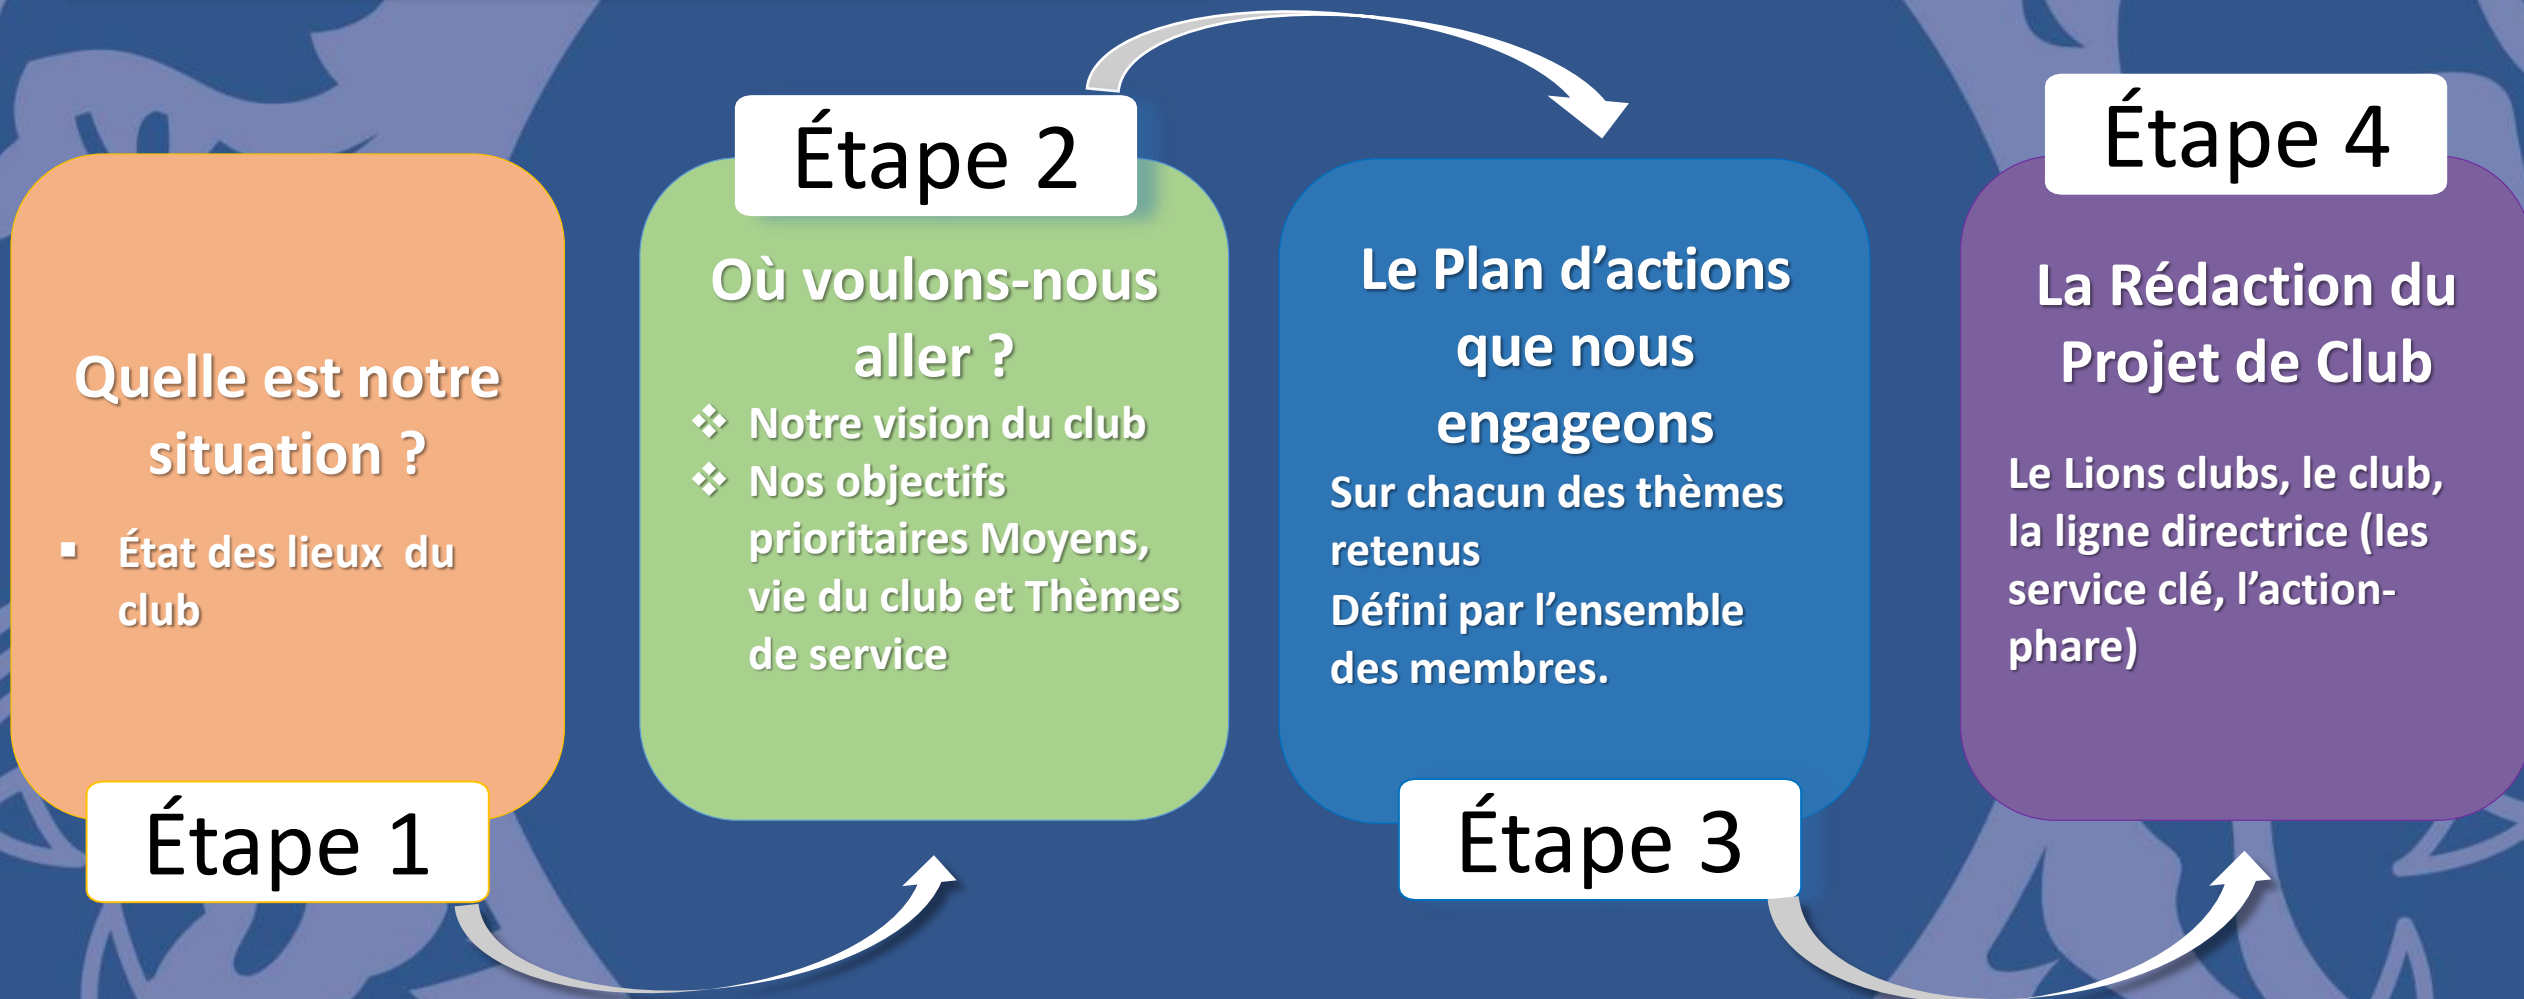 Quelle est notre
situation ?
État des lieux du
club
Étape 1
Étape 2
Où voulons-nous
aller ?
Notre vision du club
Nos objectifs
prioritaires Moyens,
vie du club et Thèmes
de service
Le Plan d’actions
que nous
engageons
Sur chacun des thèmes
retenus
Défini par l’ensemble
des membres.
Étape 3
Étape 4
La Rédaction du
Projet de Club
Le Lions clubs, le club,
la ligne directrice (les
service clé, l’action-
phare)